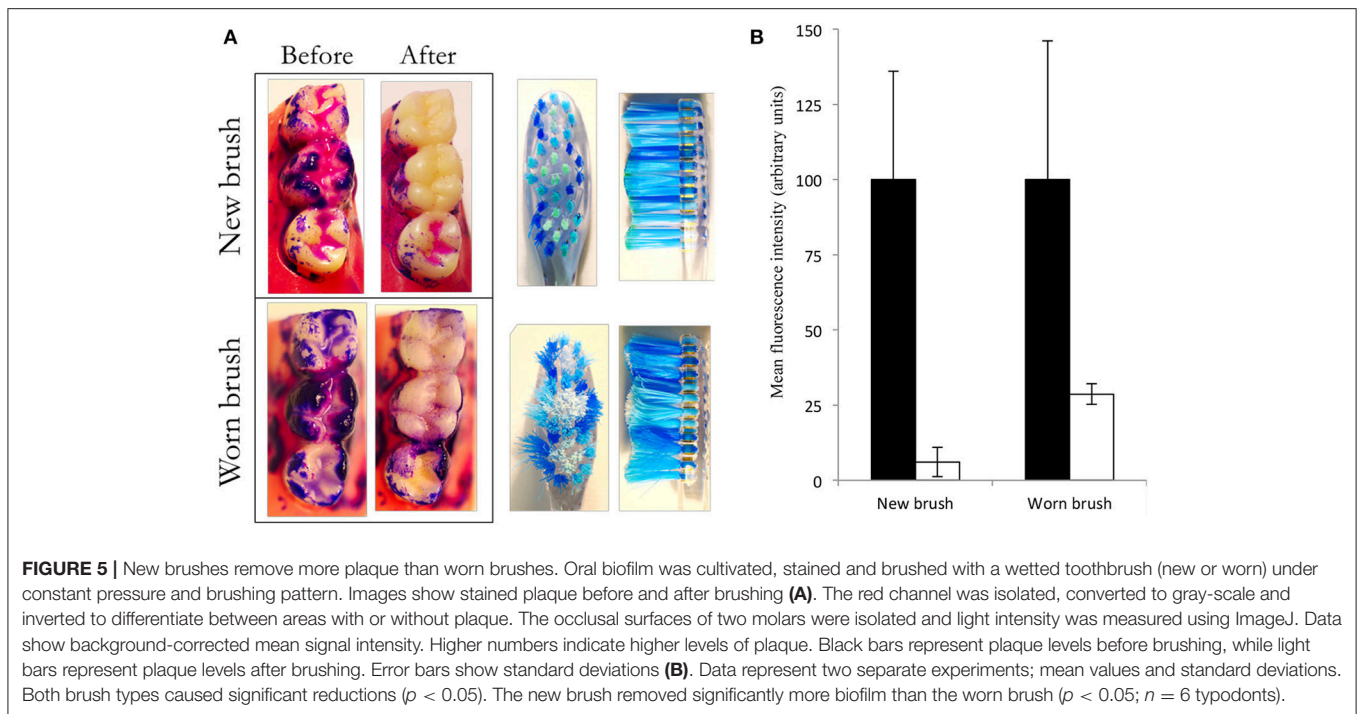 A
Before
After
New brush
Worn brush
B
Mean fluorescence intensity (arbitrary units)
150
125
100
75
50
25
0
New brush
Worn brush
FIGURE 5 | New brushes remove more plaque than worn brushes. Oral biofilm was cultivated, stained and brushed with a wetted toothbrush (new or worn) under
constant pressure and brushing pattern. Images show stained plaque before and after brushing (A). The red channel was isolated, converted to gray-scale and
inverted to differentiate between areas with or without plaque. The occlusal surfaces of two molars were isolated and light intensity was measured using ImageJ. Data
show background-corrected mean signal intensity. Higher numbers indicate higher levels of plaque. Black bars represent plaque levels before brushing, while light
bars represent plaque levels after brushing. Error bars show standard deviations (B). Data represent two separate experiments; mean values and standard deviations.
Both brush types caused significant reductions (p < 0.05). The new brush removed significantly more biofilm than the worn brush (p < 0.05; n = 6 typodonts).